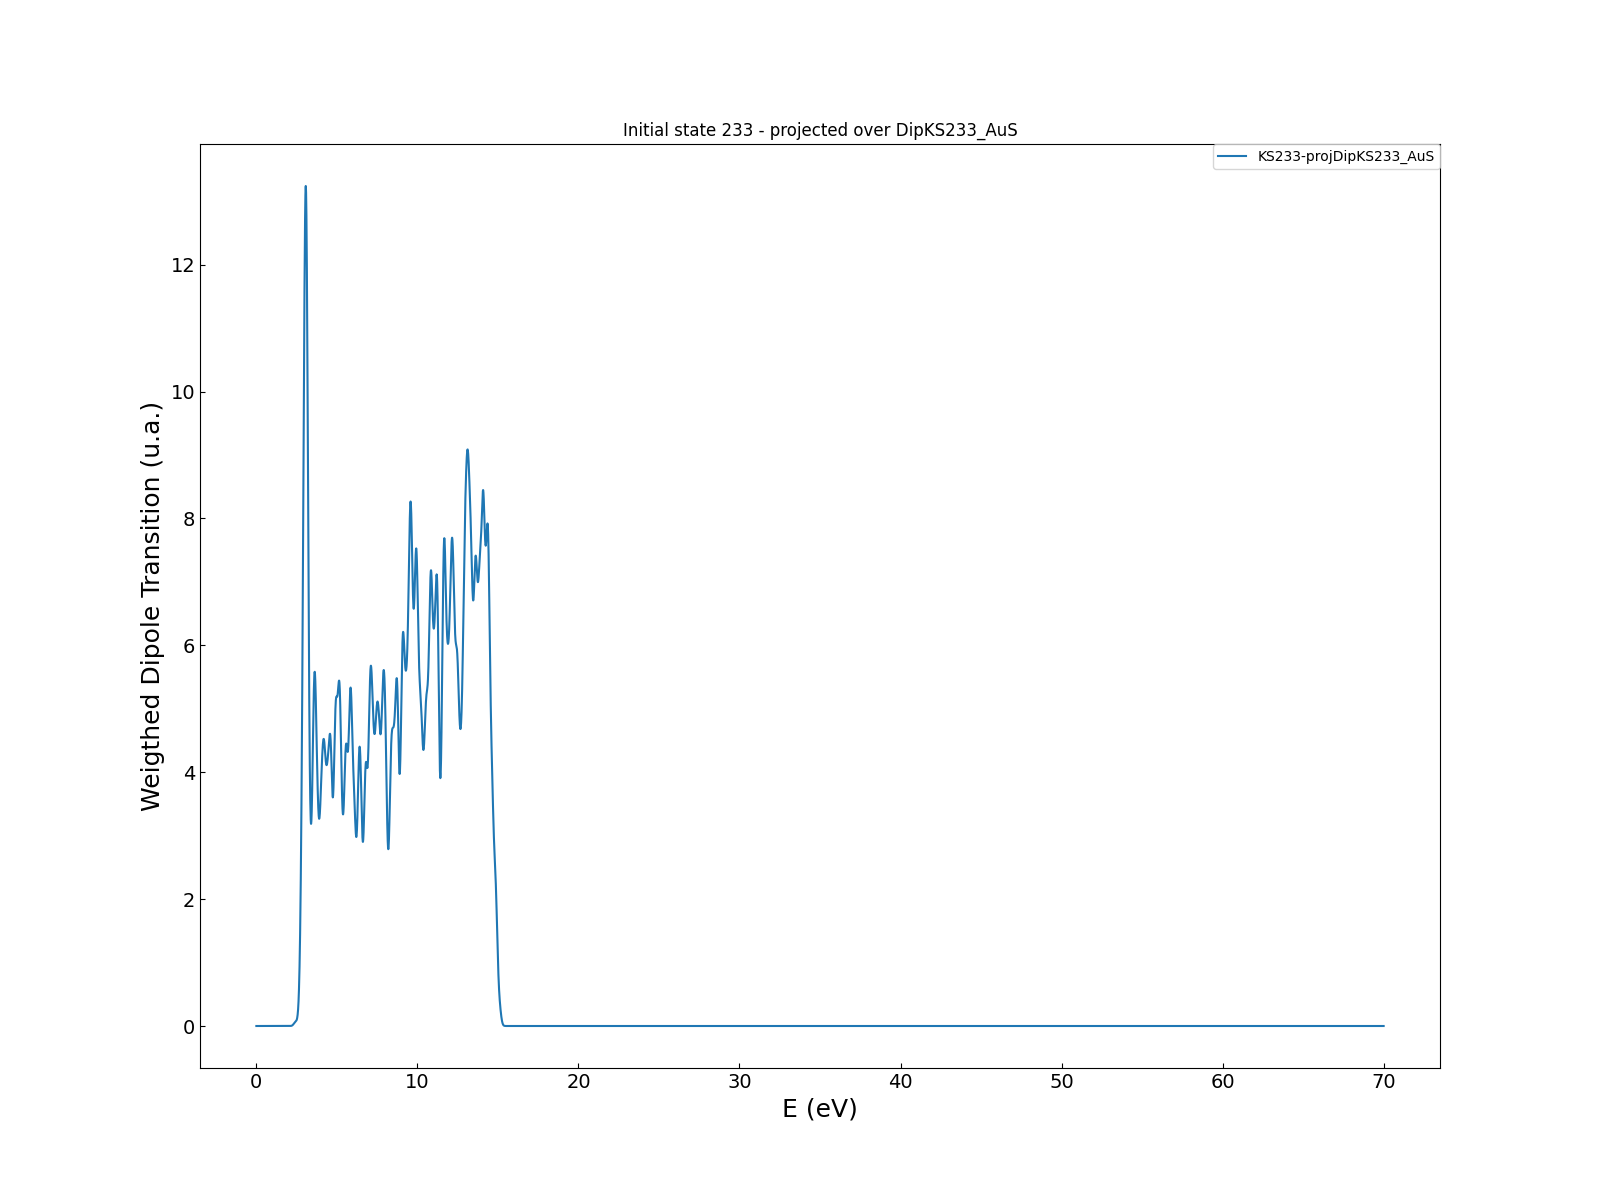 Initial state 233 - projected over DipKS233_AuS
KS233-projDipKS233_AuS
Weigthed Dipole Transition (u.a.)
12
10
8
6
4
2
0
0 10 20 30 40 50 60 70
E (eV)